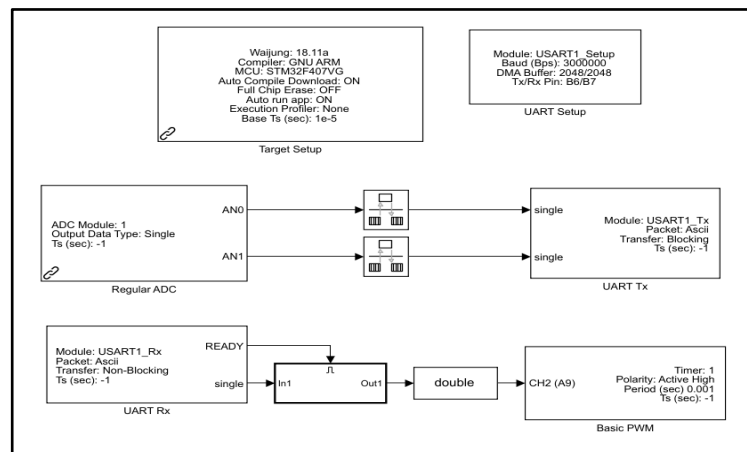 Waijung: 18.11a
Compiler: GNU ARM
MCU: STM32F407VG
Auto Compile Download: ON
Full Chip Erase: OFF
Auto run app: ON
Execution Profiler: None
Base Ts (sec): 1e-5
Target Setup
Module: USART1_Setup
Baud (Bps): 3000000
DMA Buffer: 2048/2048
Tx/Rx Pin: B6/B7
UART Setup
ADC Module: 1
Output Data Type: Single
Ts (sec): -1
AN0
AN1
Regular ADC
single
single
Module: USART1_Tx
Packet: Ascii
Transfer: Blocking
Ts (sec): -1
UART Tx
Module: USART1_Rx
Packet: Ascii
Transfer: Non-Blocking
Ts (sec): -1
READY
single
UART Rx
In1
Out1
double
CH2 (A9)
Timer: 1
Polarity: Active High
Period (sec) 0.001
Ts (sec): -1
Basic PWM